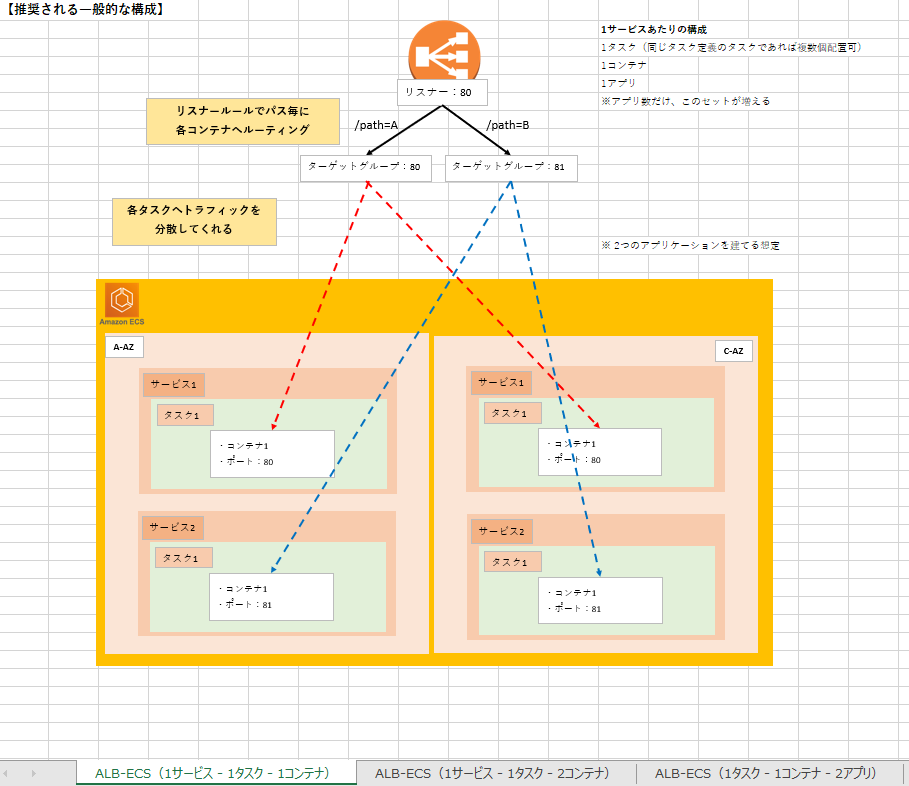 【推奨される一般的な構成】
1サービスあたりの構成
1タスク（同じタスク定義のタスクであれば複数個配置可）
1コンテナ
1アプリ
※アプリ数だけ、このセットが増える
リスナー：80
リスナールールでパス毎に
各コンテナへルーティング
/path=A
/path=B
ターゲットグループ：80
ターゲットグループ：81
各タスクへトラフィックを
分散してくれる
※ 2つのアプリケーションを建てる想定
Amazon ECS
A-AZ
C-AZ
サービス1
タスク1
・コンテナ1
・ポート：80
サービス1
タスク1
・コンテナ1
・ポート：80
サービス2
タスク1
・コンテナ1
・ポート：81
サービス2
タスク1
・コンテナ1
・ポート：81
ALB-ECS（1サービス - 1タスク - 1コンテナ）
ALB-ECS（1サービス - 1タスク - 2コンテナ）
ALB-ECS（1タスク - 1コンテナ - 2アプリ）